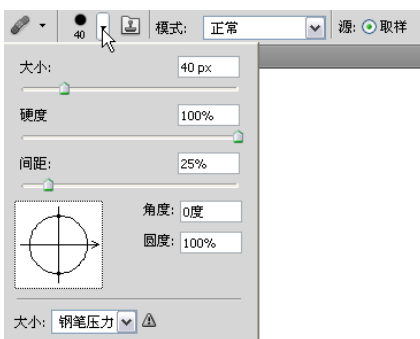 40 模式: 正常 源: 取样
大小: 40 px
硬度 100%
间距: 25%
角度: 0度
圆度: 100%
大小: 钢笔压力